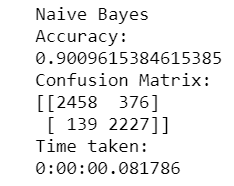 Naive Bayes
Accuracy:
0.9009615384615385
Confusion Matrix:
[[2458  376]
 [ 139 2227]]
Time taken:
0:00:00.081786